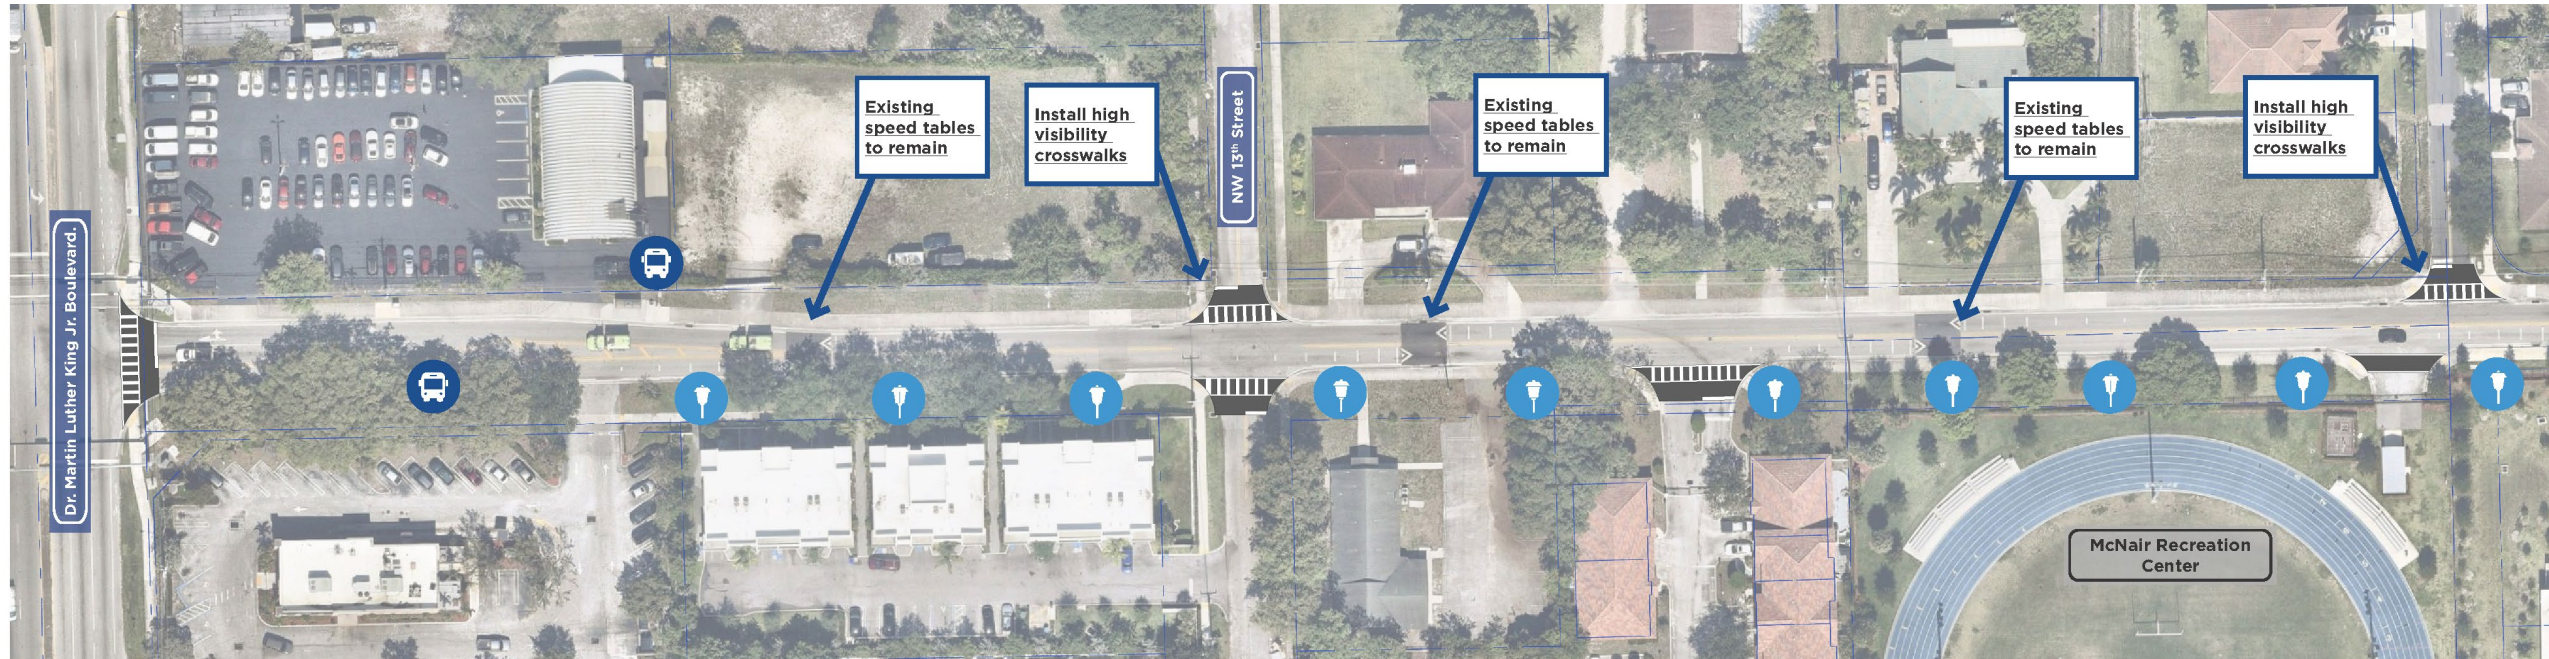 Dr. Martin Luther King Jr. Boulevard.
Existing
speed tables
to remain
Install high
visibility
crosswalks
NW 13th Street
Existing
speed tables
to remain
Existing
speed tables
to remain
Install high
visibility
crosswalks
McNair Recreation
Center